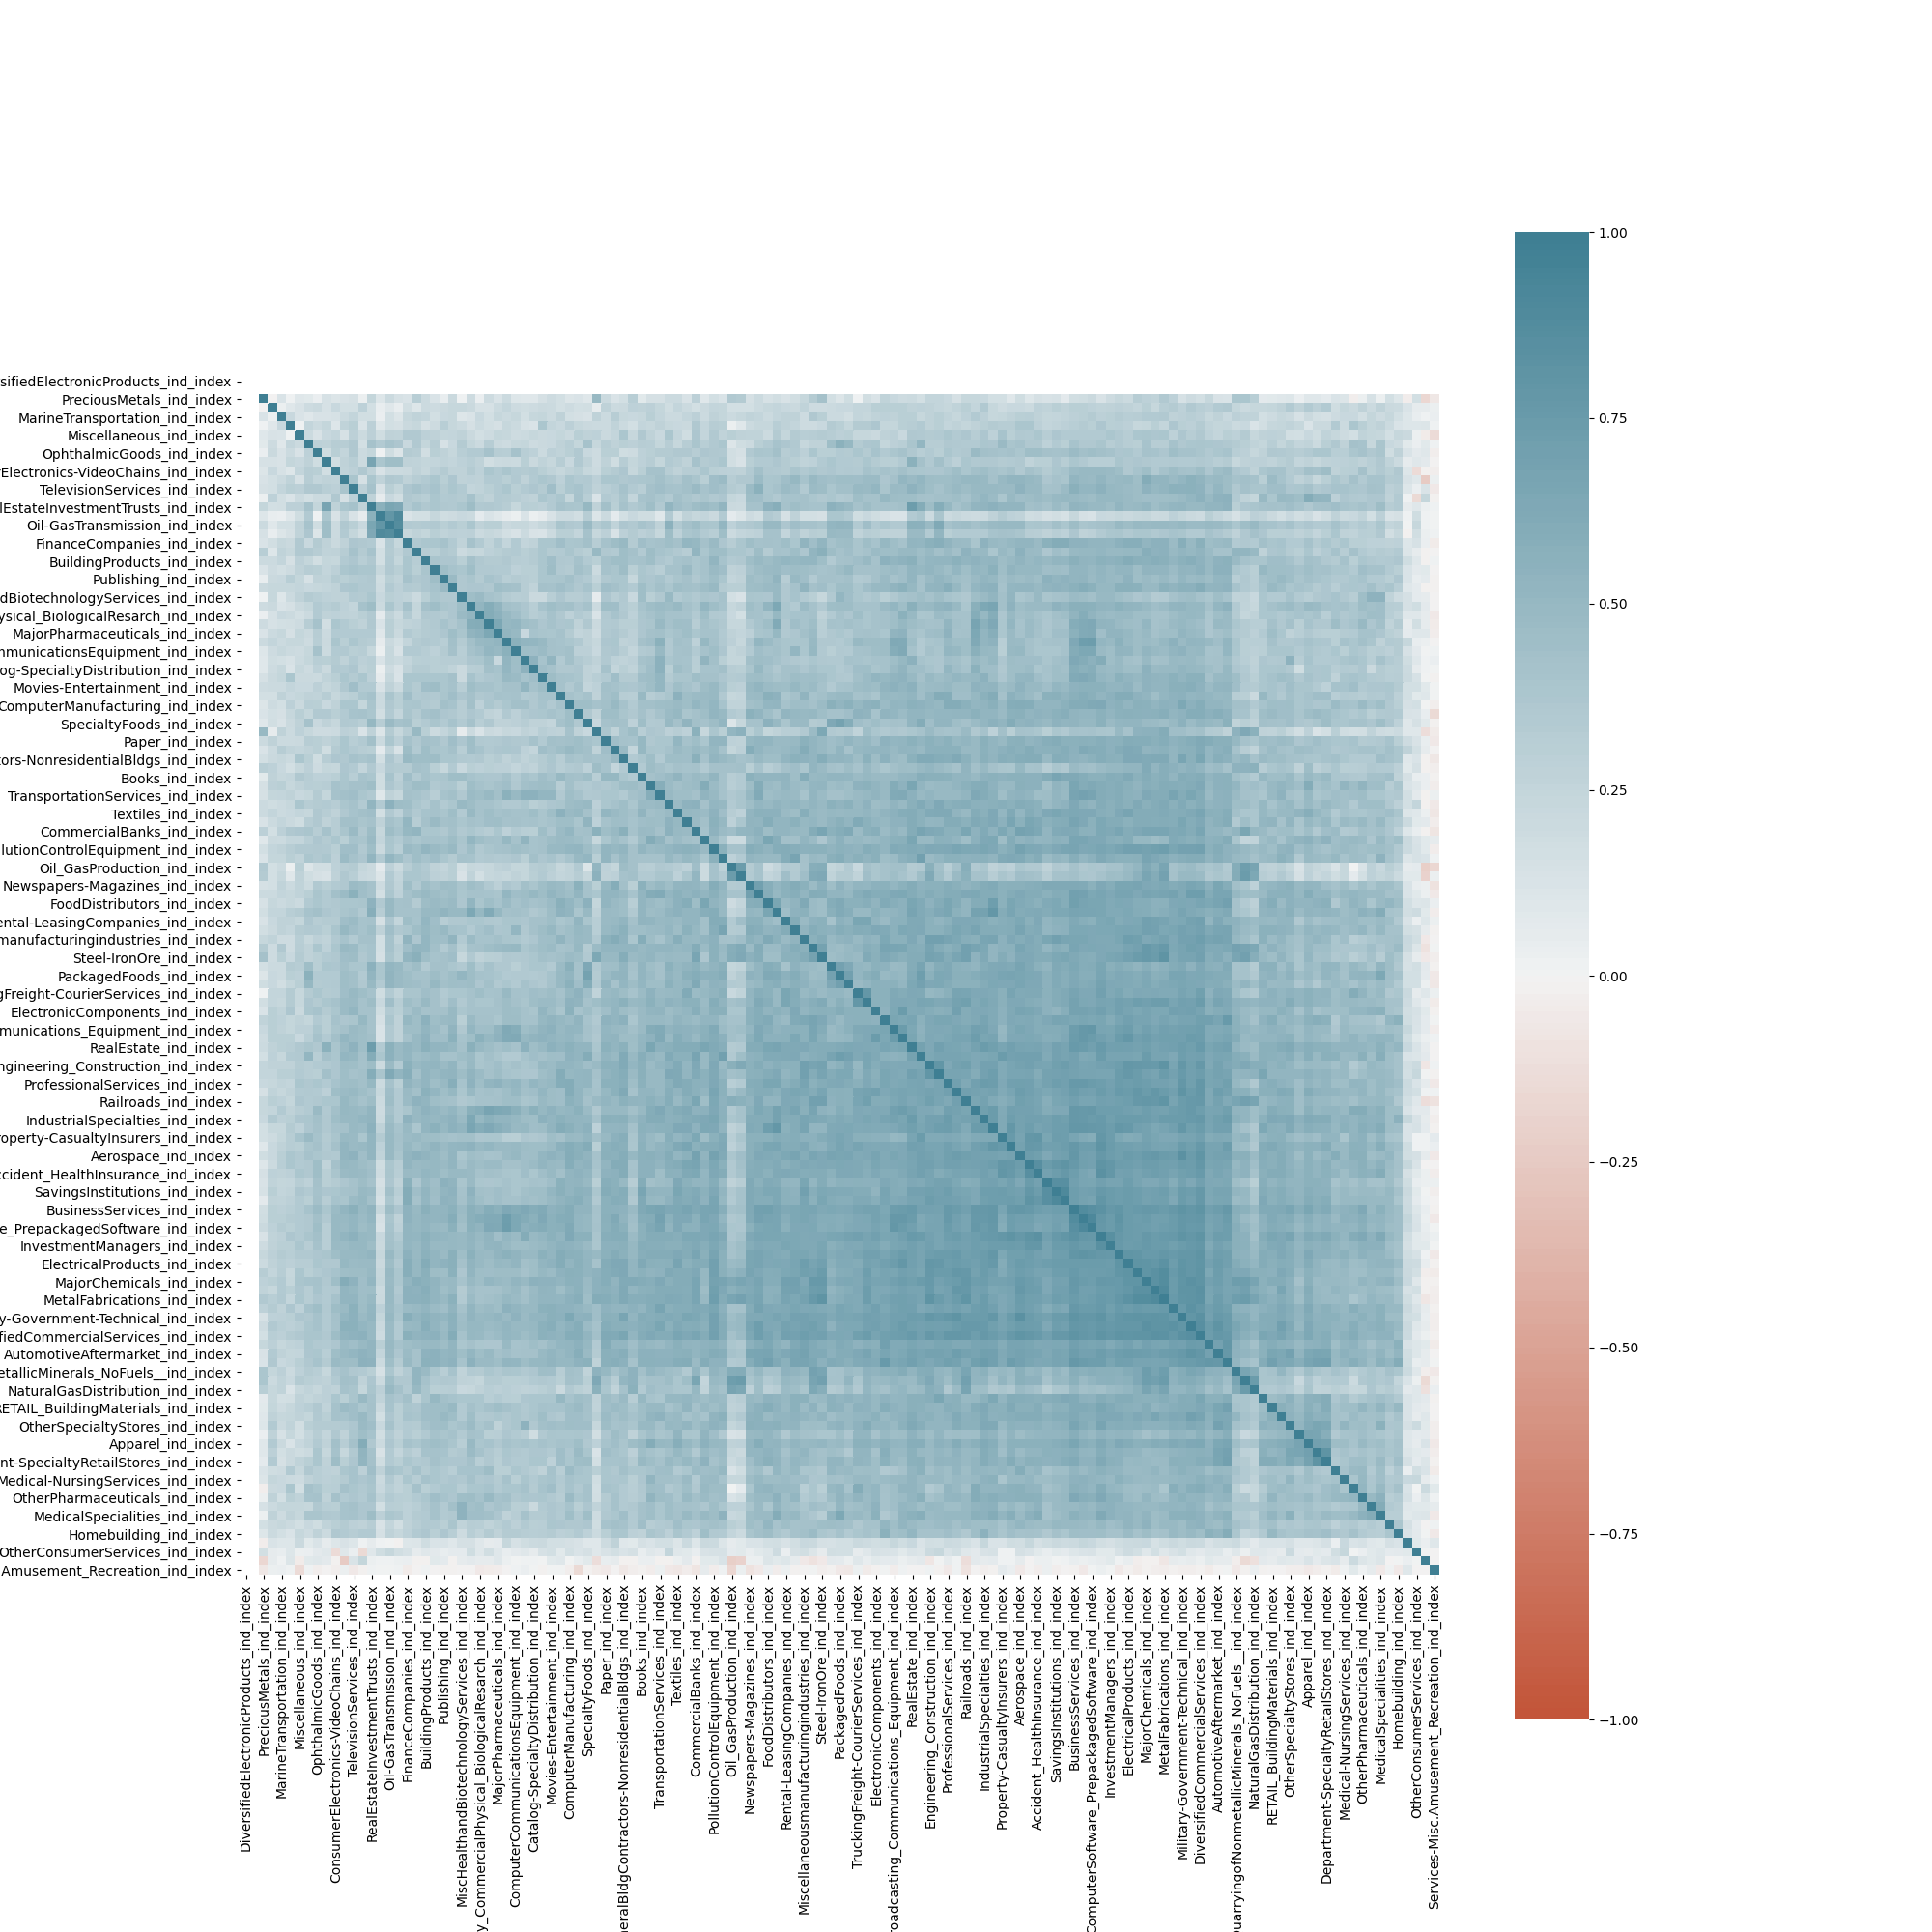 sifiedElectronicProducts_ind_index
PreciousMetals_ind_index
MarineTransportation_ind_index
Miscellaneous_ind_index
OphthalmicGoods_ind_index
Electronics-VideoChains_ind_index
TelevisionServices_ind_index
lEstateInvestmentTrusts_ind_index
Oil-GasTransmission_ind_index
FinanceCompanies_ind_index
BuildingProducts_ind_index
Publishing_ind_index
dBiotechnologyServices_ind_index
ysical_BiologicalResarch_ind_index
MajorPharmaceuticals_ind_index
mmunicationsEquipment_ind_index
og-SpecialtyDistribution_ind_index
Movies-Entertainment_ind_index
ComputerManufacturing_ind_index
SpecialtyFoods_ind_index
Paper_ind_index
tors-NonresidentialBldgs_ind_index
Books_ind_index
TransportationServices_ind_index
Textiles_ind_index
CommercialBanks_ind_index
lutionControlEquipment_ind_index
Oil_GasProduction_ind_index
Newspapers-Magazines_ind_index
FoodDistributors_ind_index
ental-LeasingCompanies_ind_index
manufacturingindustries_ind_index
Steel-IronOre_ind_index
PackagedFoods_ind_index
gFreight-CourierServices_ind_index
ElectronicComponents_ind_index
munications_Equipment_ind_index
RealEstate_ind_index
ngineering_Construction_ind_index
ProfessionalServices_ind_index
Railroads_ind_index
IndustrialSpecialties_ind_index
roperty-CasualtyInsurers_ind_index
Aerospace_ind_index
ccident_HealthInsurance_ind_index
SavingsInstitutions_ind_index
BusinessServices_ind_index
e_PrepackagedSoftware_ind_index
InvestmentManagers_ind_index
ElectricalProducts_ind_index
MajorChemicals_ind_index
MetalFabrications_ind_index
y-Government-Technical_ind_index
ifiedCommercialServices_ind_index
AutomotiveAftermarket_ind_index
etallicMinerals_NoFuels__ind_index
NaturalGasDistribution_ind_index
RETAIL_BuildingMaterials_ind_index
OtherSpecialtyStores_ind_index
Apparel_ind_index
nt-SpecialtyRetailStores_ind_index
Medical-NursingServices_ind_index
OtherPharmaceuticals_ind_index
MedicalSpecialities_ind_index
Homebuilding_ind_index
OtherConsumerServices_ind_index
Amusement_Recreation_ind_index
DiversifiedElectronicProducts_ind_index
PreciousMetals_ind_index
MarineTransportation_ind_index
Miscellaneous_ind_index
OphthalmicGoods_ind_index
ConsumerElectronics-VideoChains_ind_index
TelevisionServices_ind_index
RealEstateInvestmentTrusts_ind_index
Oil-GasTransmission_ind_index
FinanceCompanies_ind_index
BuildingProducts_ind_index
Publishing_ind_index
MiscHealthandBiotechnologyServices_ind_index
y_CommercialPhysical_BiologicalResarch_ind_index
MajorPharmaceuticals_ind_index
ComputerCommunicationsEquipment_ind_index
Catalog-SpecialtyDistribution_ind_index
Movies-Entertainment_ind_index
ComputerManufacturing_ind_index
SpecialtyFoods_ind_index
Paper_ind_index
neralBldgContractors-NonresidentialBldgs_ind_index
Books_ind_index
TransportationServices_ind_index
Textiles_ind_index
CommercialBanks_ind_index
PollutionControlEquipment_ind_index
Oil_GasProduction_ind_index
Newspapers-Magazines_ind_index
FoodDistributors_ind_index
Rental-LeasingCompanies_ind_index
Miscellaneousmanufacturingindustries_ind_index
Steel-IronOre_ind_index
PackagedFoods_ind_index
TruckingFreight-CourierServices_ind_index
ElectronicComponents_ind_index
roadcasting_Communications_Equipment_ind_index
RealEstate_ind_index
Engineering_Construction_ind_index
ProfessionalServices_ind_index
Railroads_ind_index
IndustrialSpecialties_ind_index
Property-CasualtyInsurers_ind_index
Aerospace_ind_index
Accident_HealthInsurance_ind_index
SavingsInstitutions_ind_index
BusinessServices_ind_index
ComputerSoftware_PrepackagedSoftware_ind_index
InvestmentManagers_ind_index
ElectricalProducts_ind_index
MajorChemicals_ind_index
MetalFabrications_ind_index
Military-Government-Technical_ind_index
DiversifiedCommercialServices_ind_index
AutomotiveAftermarket_ind_index
uarryingofNonmetallicMinerals_NoFuels__ind_index
NaturalGasDistribution_ind_index
RETAIL_BuildingMaterials_ind_index
OtherSpecialtyStores_ind_index
Apparel_ind_index
Department-SpecialtyRetailStores_ind_index
Medical-NursingServices_ind_index
OtherPharmaceuticals_ind_index
MedicalSpecialities_ind_index
Homebuilding_ind_index
OtherConsumerServices_ind_index
Services-Misc.Amusement_Recreation_ind_index
1.00
0.75
0.50
0.25
0.00
−0.25
−0.50
−0.75
−1.00